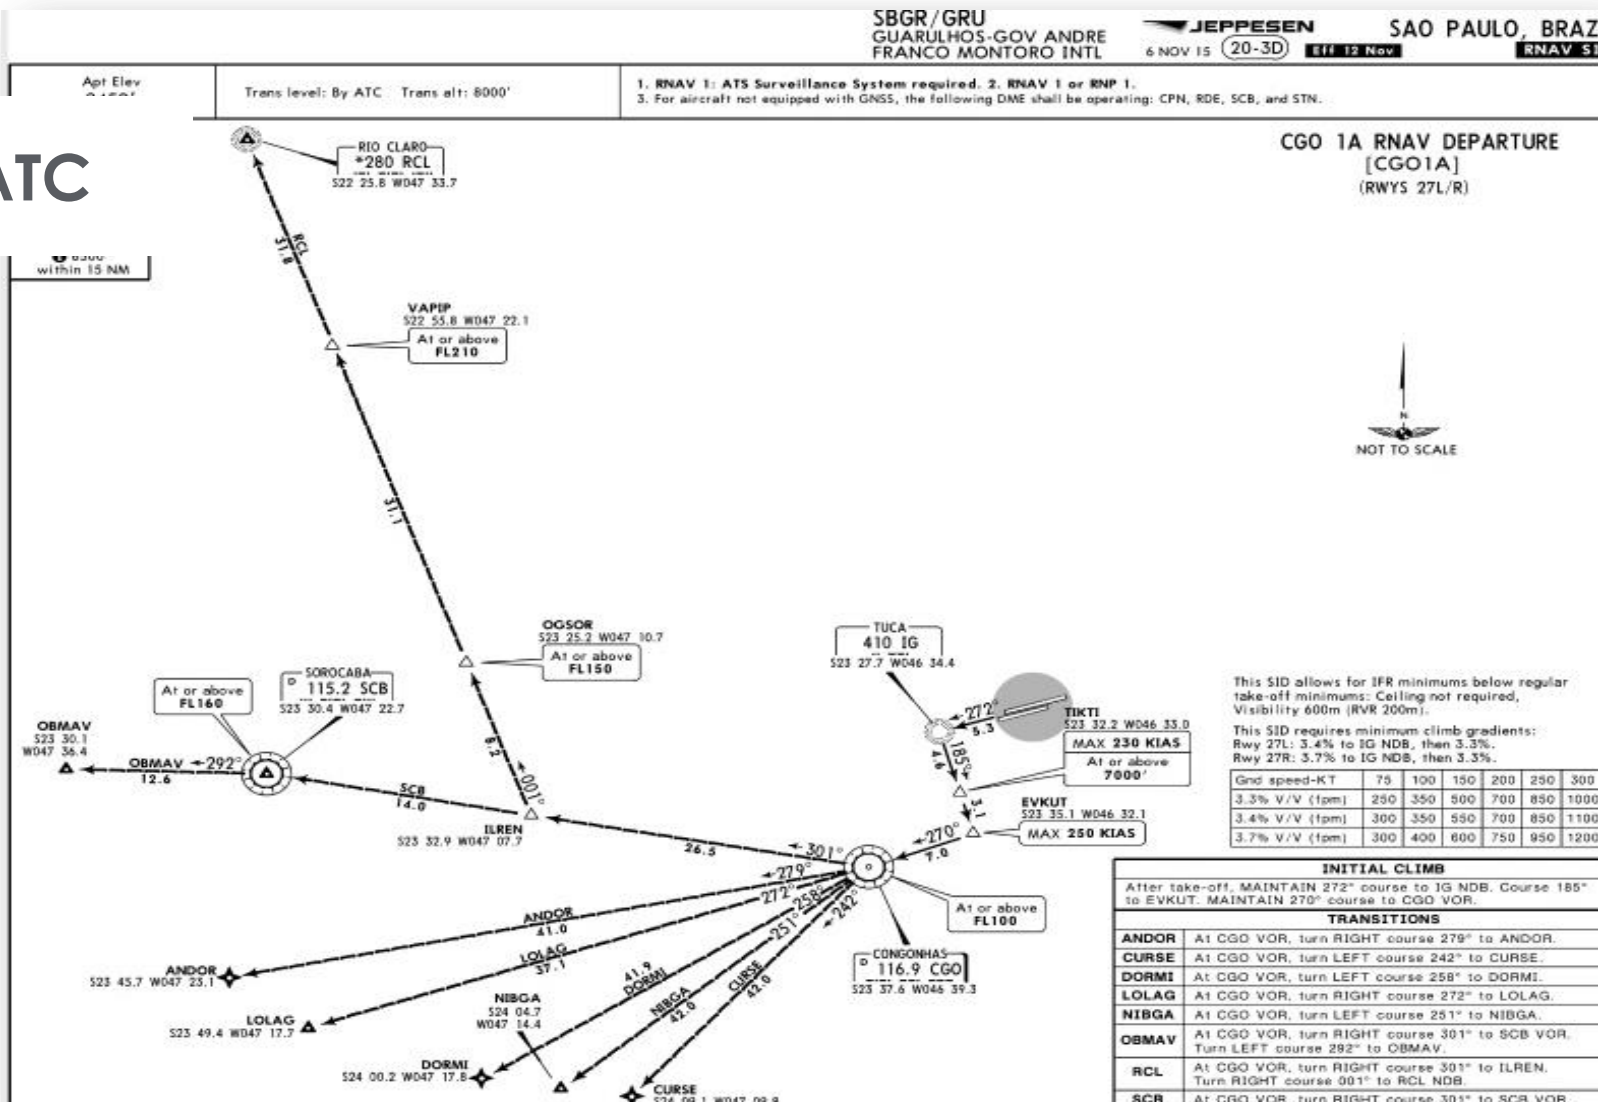 SBGR/GRU
GUARULHOS-GOV ANDRE
FRANCO MONTORO INTL
JEPPESEN
6 NOV 15 20-3D Eff 12 Nov
SAO PAULO, BRAZ
RNAV SI
Apt Elev
Trans level: By ATC Trans alt: 8000'
1. RNAV 1: ATS Surveillance System required. 2. RNAV 1 or RNP 1.
3. For aircraft not equipped with GNSS, the following DME shall be operating: CPN, RDE, SCB, and STN.
ATC
within 15 NM
CGO 1A RNAV DEPARTURE
[CGO1A]
(RWYS 27L/R)
RIO CLARO
*280 RCL
S22 25.8 W047 33.7
RCL
31.8
VAPIP
S22 55.8 W047 22.1
At or above
FL210
N
NOT TO SCALE
31.1
OGSOR
S23 25.2 W047 10.7
At or above
FL150
TUCA
410 IG
S23 27.7 W046 34.4
SOROCABA
D 115.2 SCB
S23 30.4 W047 22.7
At or above
FL160
OBMAV
S23 30.1
W047 36.4
OBMAV 292°
12.6
SCB
14.0
8.2
001°
ILREN
S23 32.9 W047 07.7
26.5
301°
272°
5.3
185°
4.6
3.1
TIKTI
S23 32.2 W046 33.0
MAX 230 KIAS
At or above
7000'
EVKUT
S23 35.1 W046 32.1
MAX 250 KIAS
270°
7.0
At or above
FL100
CONGONHAS
D 116.9 CGO
S23 37.6 W046 39.3
279°
272°
258°
251°
242°
ANDOR
41.0
LOLAG
37.1
41.9
DORMI
NIBGA
42.0
CURSE
42.0
ANDOR
S23 45.7 W047 23.1
LOLAG
S23 49.4 W047 17.7
NIBGA
S24 04.7
W047 14.4
DORMI
S24 00.2 W047 17.8
CURSE
S24 09.1 W047 09.8
This SID allows for IFR minimums below regular
take-off minimums: Ceiling not required,
Visibility 600m (RVR 200m).
This SID requires minimum climb gradients:
Rwy 27L: 3.4% to IG NDB, then 3.3%.
Rwy 27R: 3.7% to IG NDB, then 3.3%.
Gnd speed-KT 75 100 150 200 250 300
3.3% V/V (fpm) 250 350 500 700 850 1000
3.4% V/V (fpm) 300 350 550 700 850 1100
3.7% V/V (fpm) 300 400 600 750 950 1200
INITIAL CLIMB
After take-off, MAINTAIN 272° course to IG NDB. Course 185°
to EVKUT. MAINTAIN 270° course to CGO VOR.
TRANSITIONS
ANDOR At CGO VOR, turn RIGHT course 279° to ANDOR.
CURSE At CGO VOR, turn LEFT course 242° to CURSE.
DORMI At CGO VOR, turn LEFT course 258° to DORMI.
LOLAG At CGO VOR, turn RIGHT course 272° to LOLAG.
NIBGA At CGO VOR, turn LEFT course 251° to NIBGA.
OBMAV At CGO VOR, turn RIGHT course 301° to SCB VOR.
Turn LEFT course 292° to OBMAV.
RCL At CGO VOR, turn RIGHT course 301° to ILREN.
Turn RIGHT course 001° to RCL NDB.
SCB At CGO VOR, turn RIGHT course 301° to SCB VOR.